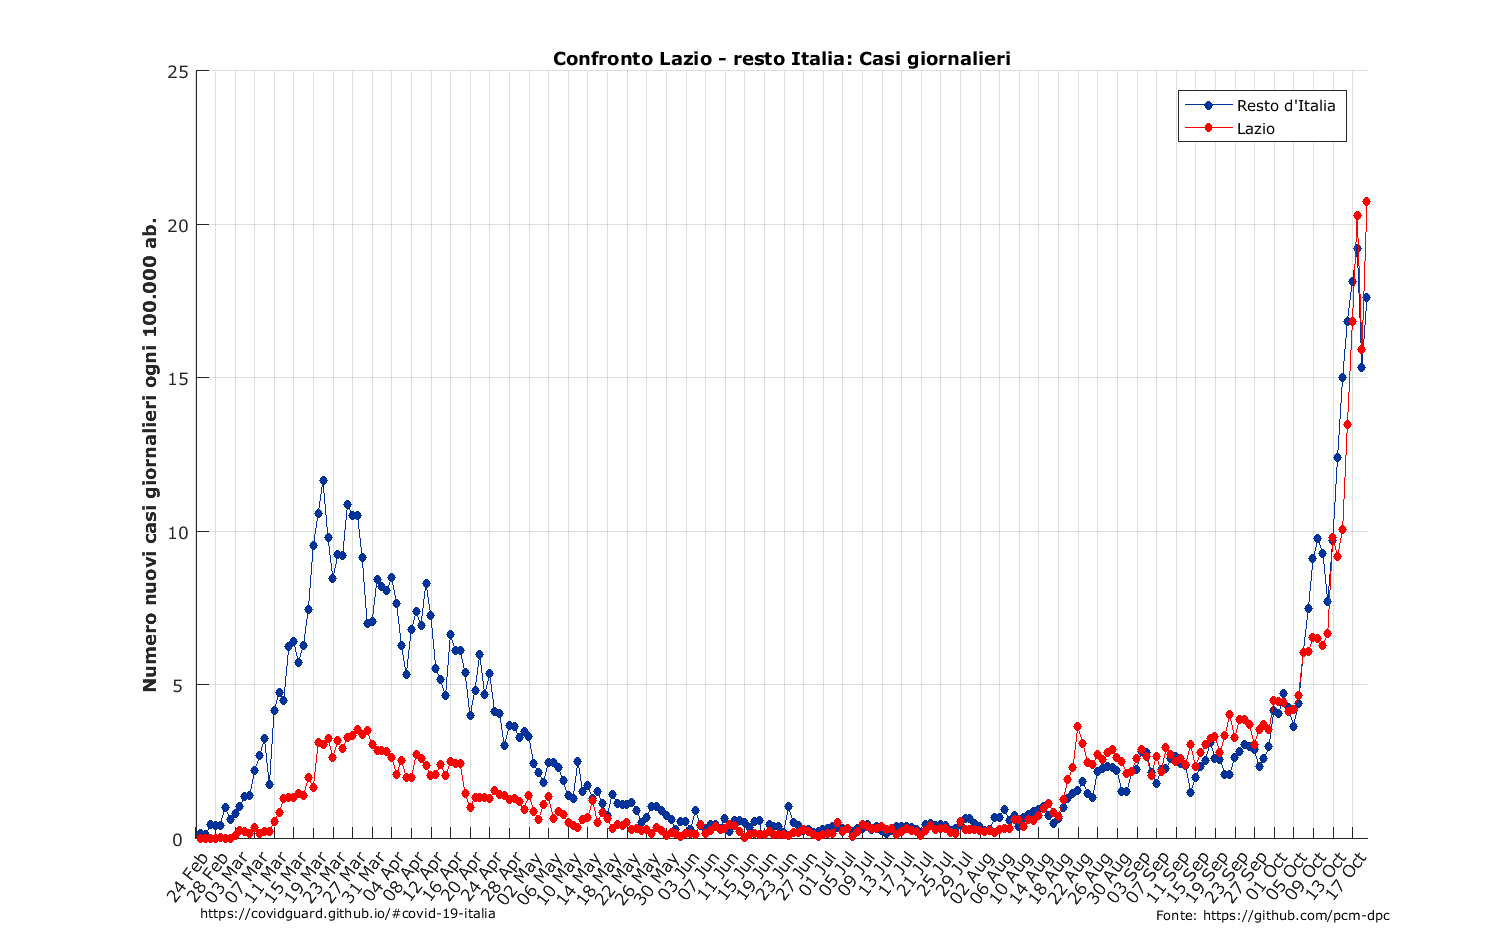 Confronto Lazio - resto Italia: Casi giornalieri
Numero nuovi casi giornalieri ogni 100.000 ab.
25
20
15
10
5
0
Resto d'Italia
Lazio
24 Feb
28 Feb
03 Mar
07 Mar
11 Mar
15 Mar
19 Mar
23 Mar
27 Mar
31 Mar
04 Apr
08 Apr
12 Apr
16 Apr
20 Apr
24 Apr
28 Apr
02 May
06 May
10 May
14 May
18 May
22 May
26 May
30 May
03 Jun
07 Jun
11 Jun
15 Jun
19 Jun
23 Jun
27 Jun
01 Jul
05 Jul
09 Jul
13 Jul
17 Jul
21 Jul
25 Jul
29 Jul
02 Aug
06 Aug
10 Aug
14 Aug
18 Aug
22 Aug
26 Aug
30 Aug
03 Sep
07 Sep
11 Sep
15 Sep
19 Sep
23 Sep
27 Sep
01 Oct
05 Oct
09 Oct
13 Oct
17 Oct
https://covidguard.github.io/#covid-19-italia
Fonte: https://github.com/pcm-dpc